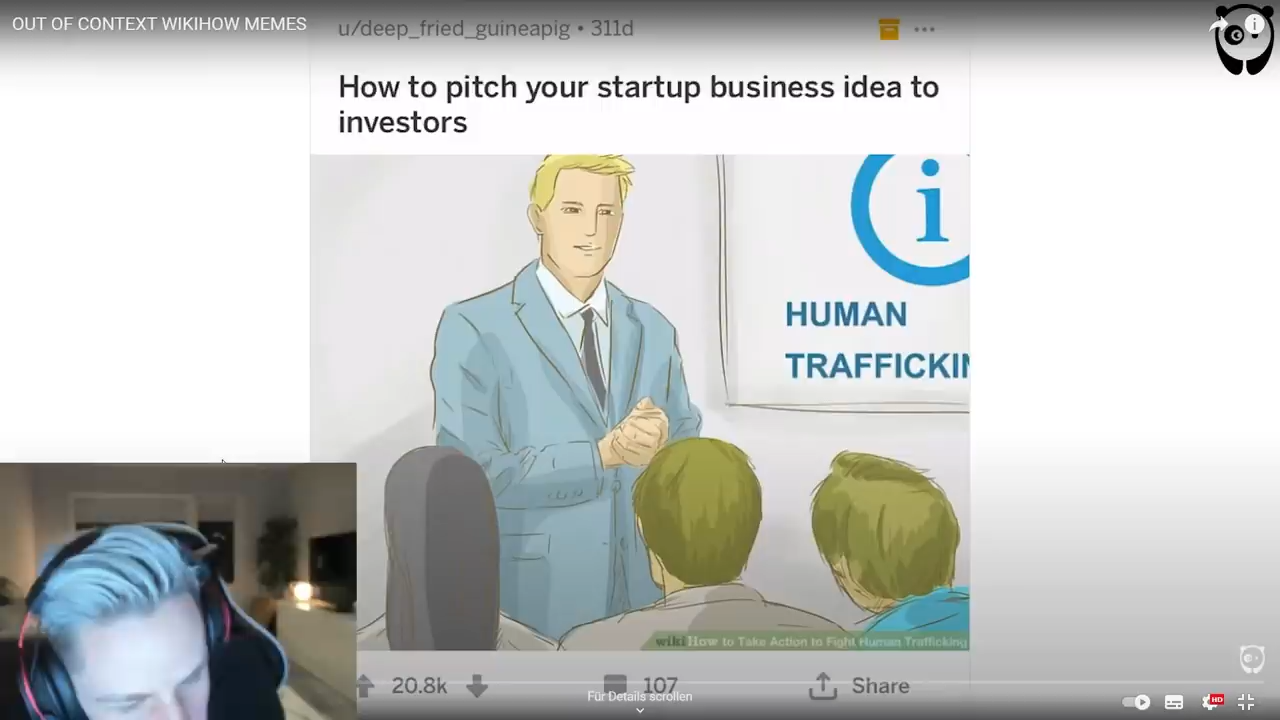 OUT OF CONTEXT WIKIHOW MEMES
u/deep_fried_guineapig • 311d
How to pitch your startup business idea to
investors
i
HUMAN
TRAFFICKIN
wikiHow to Take Action to Fight Human Trafficking
20.8k
107
Share
Für Details scrollen
HD